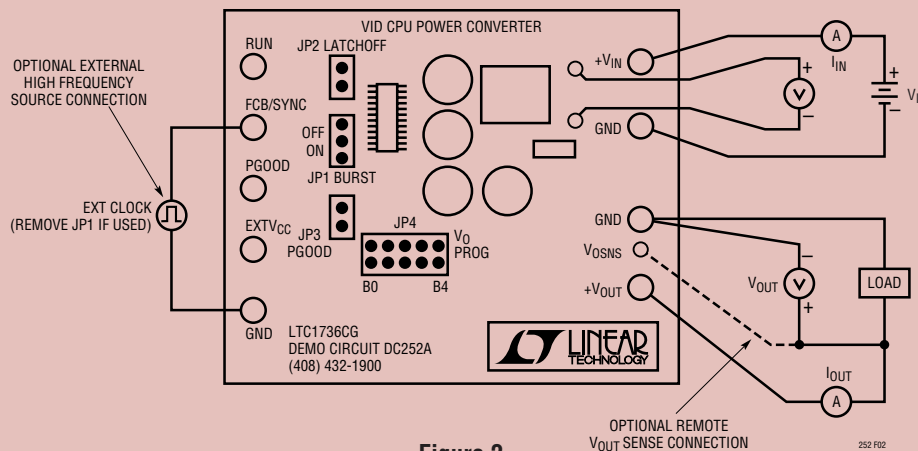 VID CPU POWER CONVERTER
RUN
JP2 LATCHOFF
OPTIONAL EXTERNAL
HIGH FREQUENCY
SOURCE CONNECTION
FCB/SYNC
OFF
ON
JP1 BURST
PGOOD
EXT CLOCK
(REMOVE JP1 IF USED)
EXTVCC
JP3
PGOOD
JP4
VO
PROG
B0
B4
GND
LTC1736CG
DEMO CIRCUIT DC252A
(408) 432-1900
LINEAR
TECHNOLOGY
+VIN
GND
A
IIN
+
V
–
+
–
GND
VOSNS
+VOUT
–
VOUT
V
+
LOAD
IOUT
A
OPTIONAL REMOTE
VOUT SENSE CONNECTION
252 F02